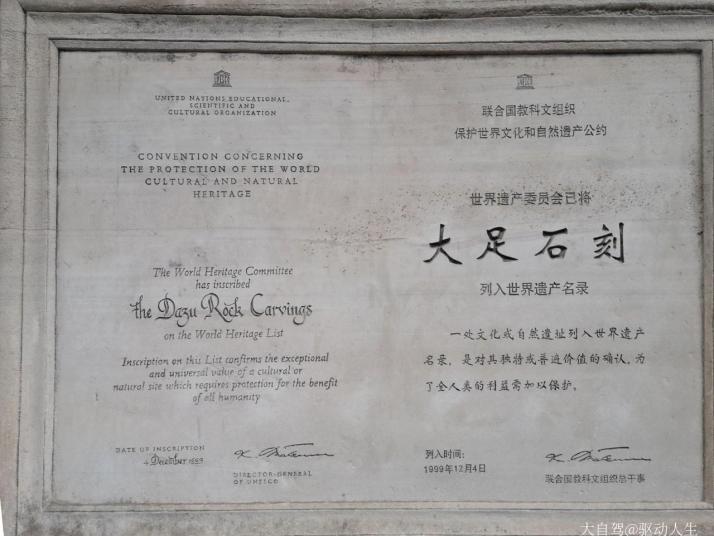 UNITED NATIONS EDUCATIONAL,
SCIENTIFIC AND
CULTURAL ORGANIZATION
CONVENTION CONCERNING
THE PROTECTION OF THE WORLD
CULTURAL AND NATURAL
HERITAGE
The World Heritage Committee
has inscribed
the Dazu Rock Carvings
on the World Heritage List
Inscription on this List confirms the exceptional
and universal value of a cultural or
natural site which requires protection for the benefit
of all humanity
DATE OF INSCRIPTION
4 December
DIRECTOR-GENERAL
OF UNESCO
联合国教科文组织
保护世界文化和自然遗产公约
世界遗产委员会已将
大足石刻
列入世界遗产名录
一处文化或自然遗址列入世界遗产
名录，是对其独特或普遍价值的确认，为
了全人类的利益需加以保护。
列入时间：
1999年12月4日
联合国教科文组织总干事
大自驾@驱动人生